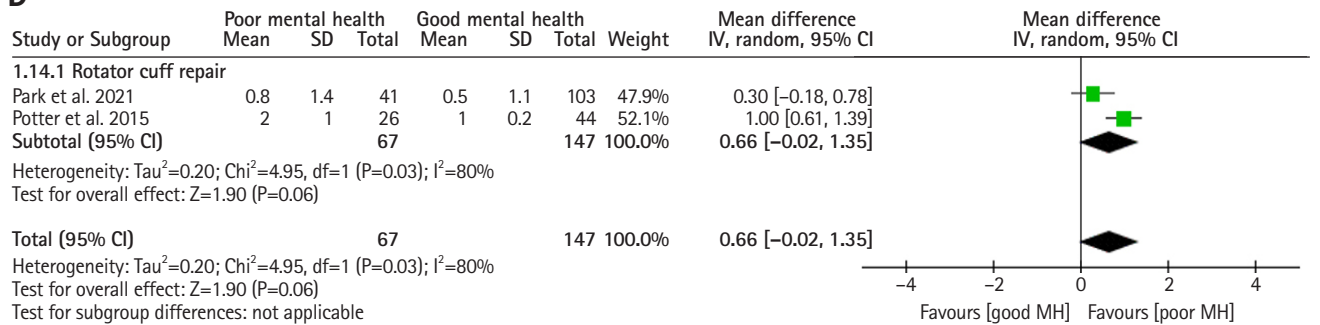 D
Poor mental health Good mental health Mean difference Mean difference
Study or Subgroup Mean SD Total Mean SD Total Weight IV, random, 95% CI IV, random, 95% CI
1.14.1 Rotator cuff repair
Park et al. 2021 0.8 1.4 41 0.5 1.1 103 47.9% 0.30 [−0.18, 0.78]
Potter et al. 2015 2 1 26 1 0.2 44 52.1% 1.00 [0.61, 1.39]
Subtotal (95% CI) 67 147 100.0% 0.66 [−0.02, 1.35]
Heterogeneity: Tau²=0.20; Chi²=4.95, df=1 (P=0.03); I²=80%
Test for overall effect: Z=1.90 (P=0.06)
Total (95% CI) 67 147 100.0% 0.66 [−0.02, 1.35]
Heterogeneity: Tau²=0.20; Chi²=4.95, df=1 (P=0.03); I²=80%
Test for overall effect: Z=1.90 (P=0.06)
Test for subgroup differences: not applicable
−4 −2 0 2 4
Favours [good MH] Favours [poor MH]